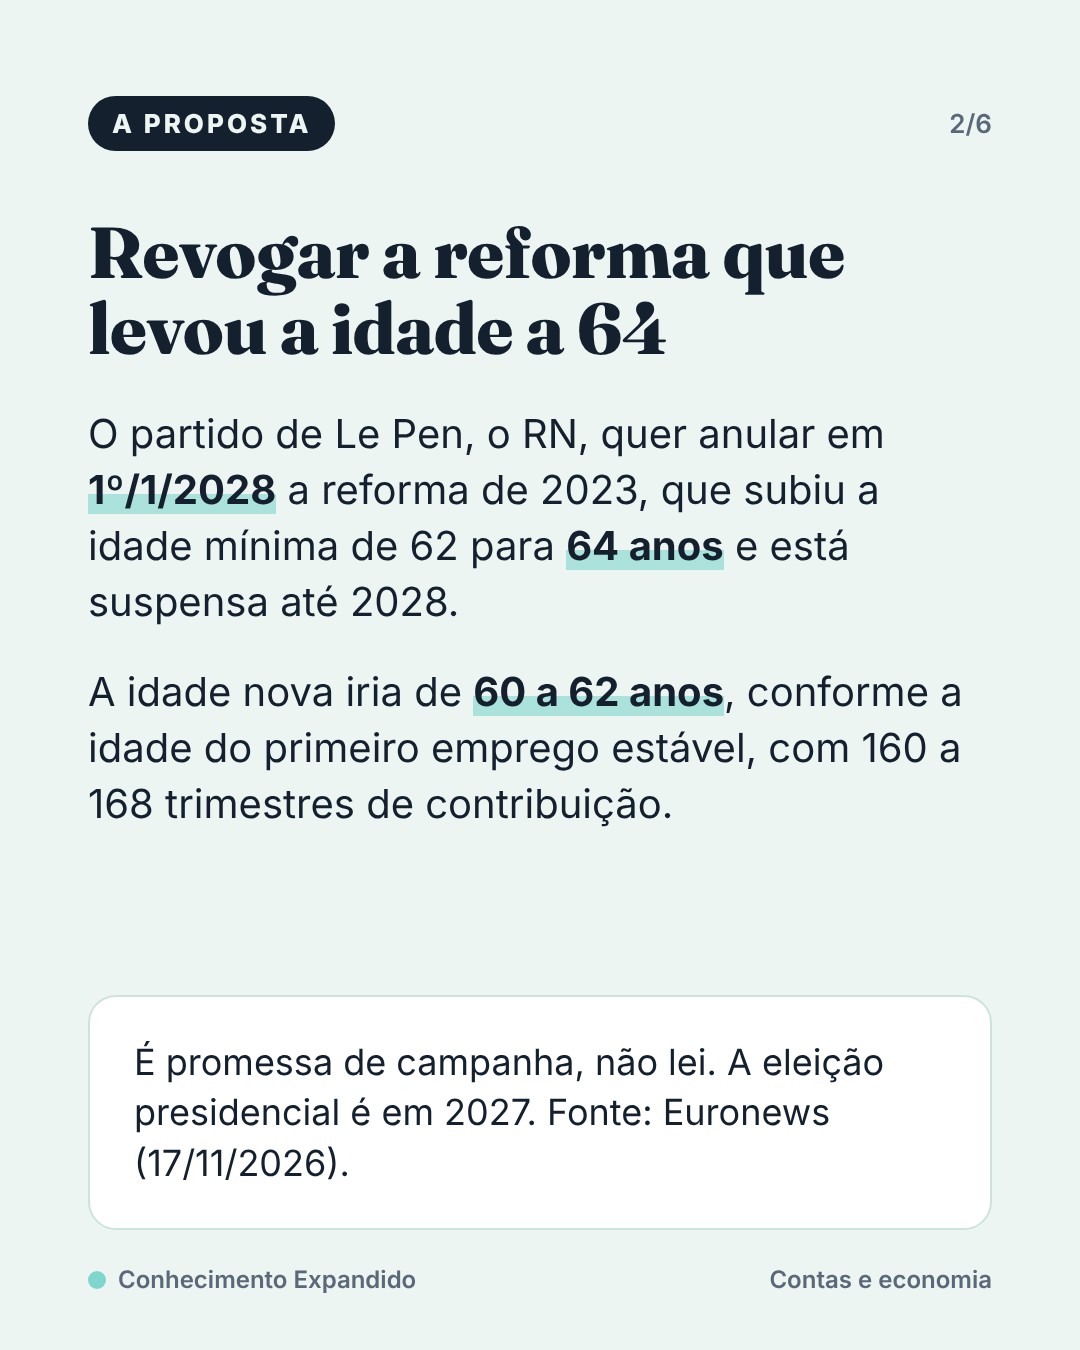 A PROPOSTA
2/6
Revogar a reforma que
levou a idade a 64
O partido de Le Pen, o RN, quer anular em
1º/1/2028 a reforma de 2023, que subiu a
idade mínima de 62 para 64 anos e está
suspensa até 2028.
A idade nova iria de 60 a 62 anos, conforme a
idade do primeiro emprego estável, com 160 a
168 trimestres de contribuição.
É promessa de campanha, não lei. A eleição
presidencial é em 2027. Fonte: Euronews
(17/11/2026).
Conhecimento Expandido
Contas e economia